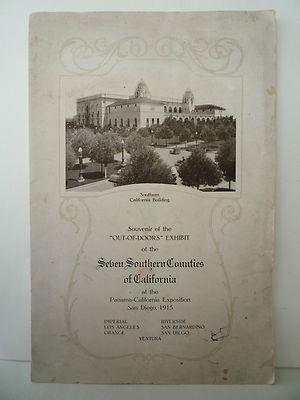 Southern
California Building
Souvenir of the
"OUT-OF-DOORS" EXHIBIT
of the
Seven Southern Counties
of California
at the
Panama-California Exposition
San Diego, 1915
IMPERIAL RIVERSIDE
LOS ANGELES SAN BERNARDINO
ORANGE SAN DIEGO
VENTURA